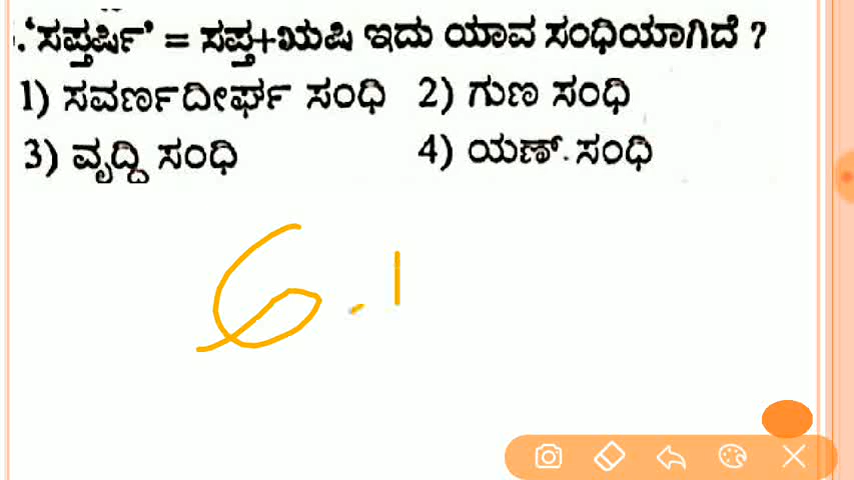 .‘ಸಪ್ತರ್ಷಿ’ = ಸಪ್ತ+ಋಷಿ ಇದು ಯಾವ ಸಂಧಿಯಾಗಿದೆ ?
1) ಸವರ್ಣದೀರ್ಘ ಸಂಧಿ 2) ಗುಣ ಸಂಧಿ
3) ವೃದ್ದಿ ಸಂಧಿ 4) ಯಣ್ ಸಂಧಿ
6.1